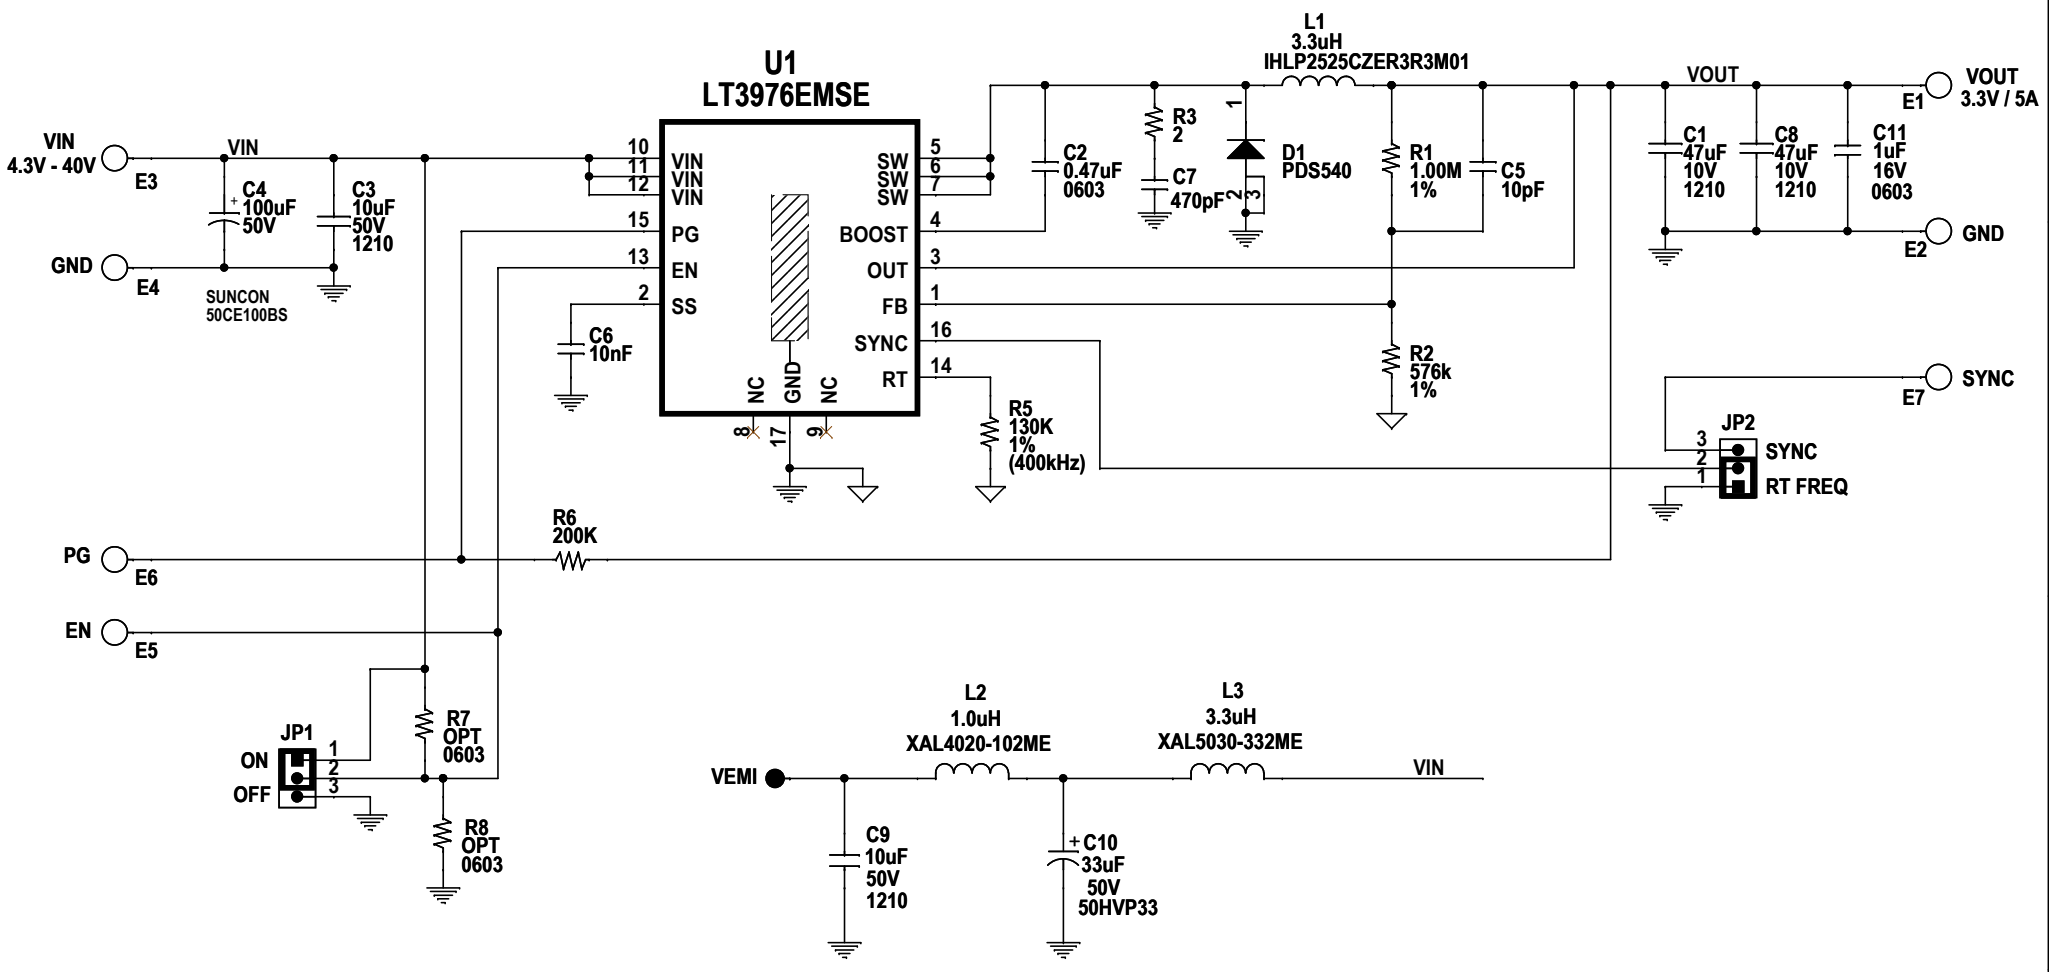 L1
3.3uH
IHLP2525CZER3R3M01
U1
LT3976EMSE
VIN
4.3V - 40V
E3
VIN
C4
+
100uF
50V
C3
10uF
50V
1210
GND
E4
SUNCON
50CE100BS
10
11
12
15
13
2
VIN
VIN
VIN
PG
EN
SS
C6
10nF
SW
SW
SW
BOOST
OUT
FB
SYNC
RT
5
6
7
4
3
1
16
14
NC
GND
NC
8
17
9
C2
0.47uF
0603
R3
2
C7
470pF
1
2
3
D1
PDS540
R1
1.00M
1%
C5
10pF
R2
576k
1%
R5
130K
1%
(400kHz)
VOUT
C1
47uF
10V
1210
C8
47uF
10V
1210
C11
1uF
16V
0603
E1
VOUT
3.3V / 5A
E2
GND
E7
SYNC
JP2
3
2
1
SYNC
RT FREQ
PG
E6
R6
200K
EN
E5
JP1
ON
OFF
1
2
3
R7
OPT
0603
R8
OPT
0603
L2
1.0uH
XAL4020-102ME
L3
3.3uH
XAL5030-332ME
VEMI
VIN
C9
10uF
50V
1210
+
C10
33uF
50V
50HVP33